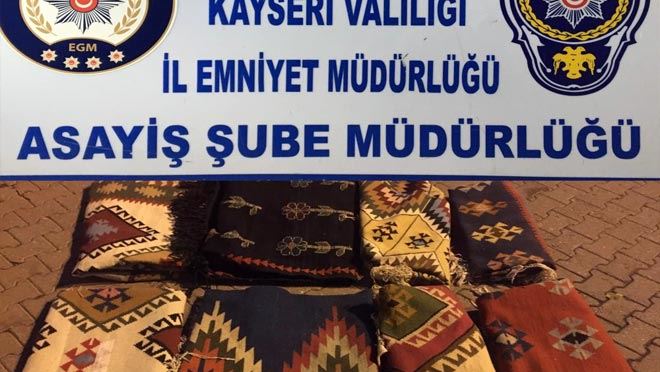 KAYSERİ VALİLİĞİ
İL EMNİYET MÜDÜRLÜĞÜ
ASAYİŞ ŞUBE MÜDÜRLÜĞÜ
EGM